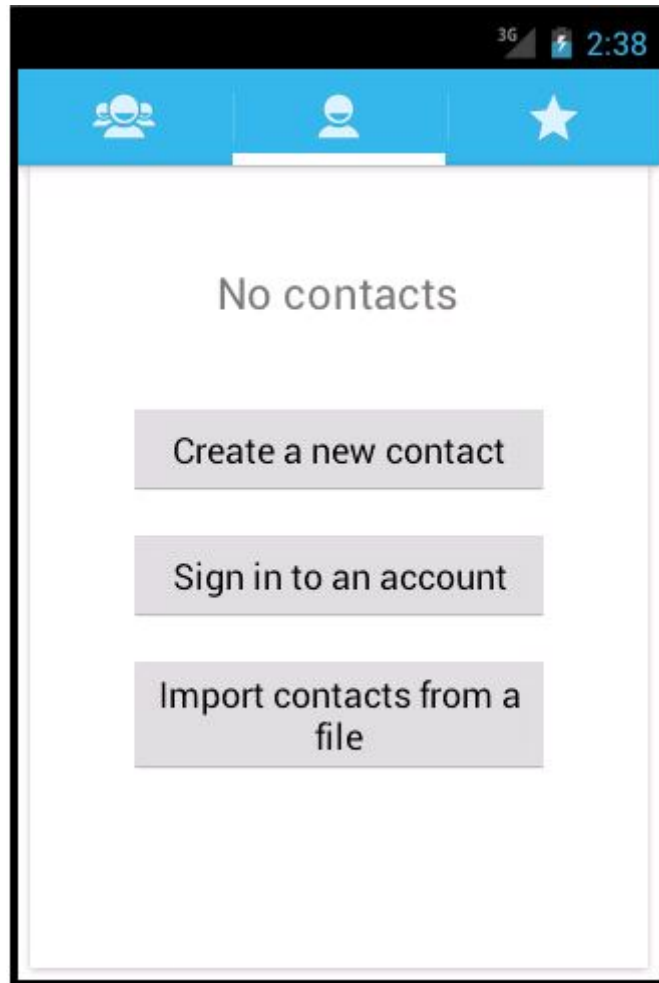 3G 2:38
No contacts
Create a new contact
Sign in to an account
Import contacts from a
file